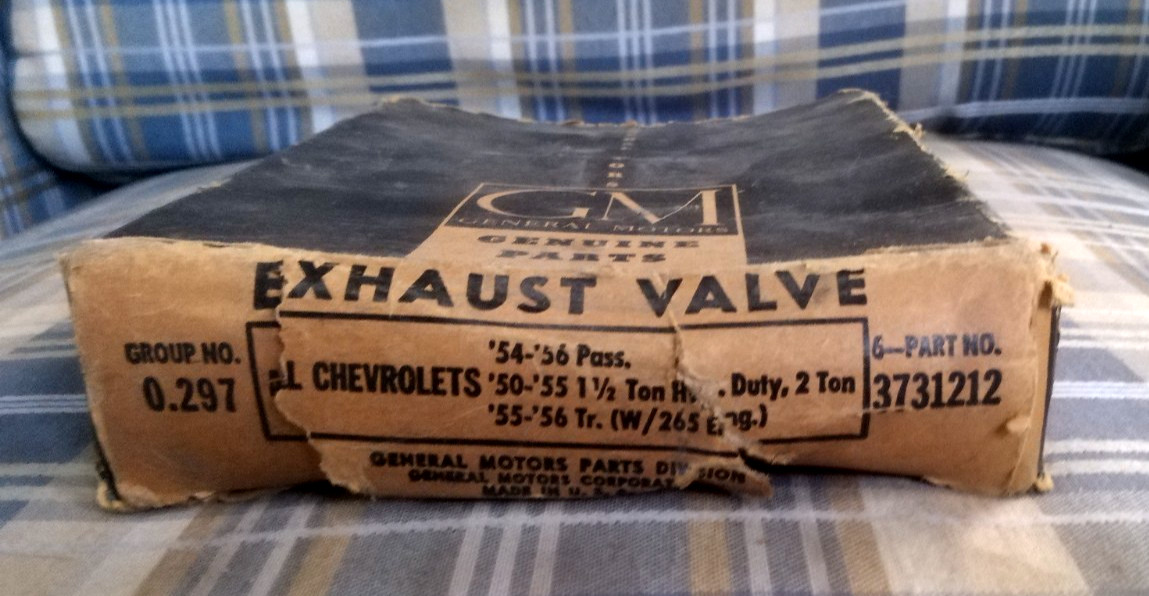 GM
GENERAL MOTORS
GENUINE
PARTS
EXHAUST VALVE
GROUP NO.
0.297
'54-'56 Pass.
LL CHEVROLETS '50-'55 1½ Ton Hvy. Duty, 2 Ton
'55-'56 Tr. (W/265 Eng.)
6—PART NO.
3731212
GENERAL MOTORS PARTS DIVISION
GENERAL MOTORS CORPORAT
MADE IN U. S. A.